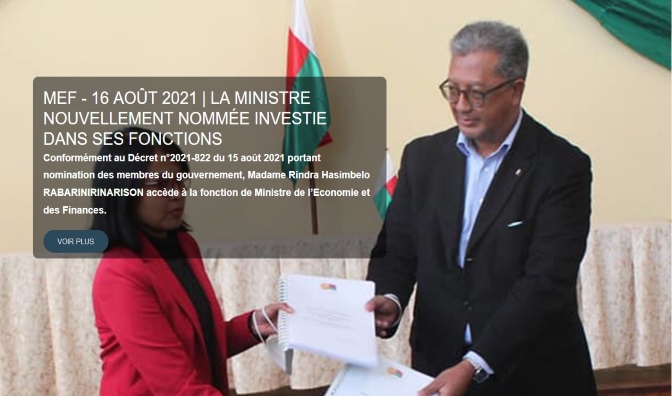 MEF - 16 AOÛT 2021 | LA MINISTRE
NOUVELLEMENT NOMMÉE INVESTIE
DANS SES FONCTIONS
Conformément au Décret n°2021-822 du 15 août 2021 portant
nomination des membres du gouvernement, Madame Rindra Hasimbelo
RABARINIRINARISON accède à la fonction de Ministre de l'Economie et
des Finances.
VOIR PLUS